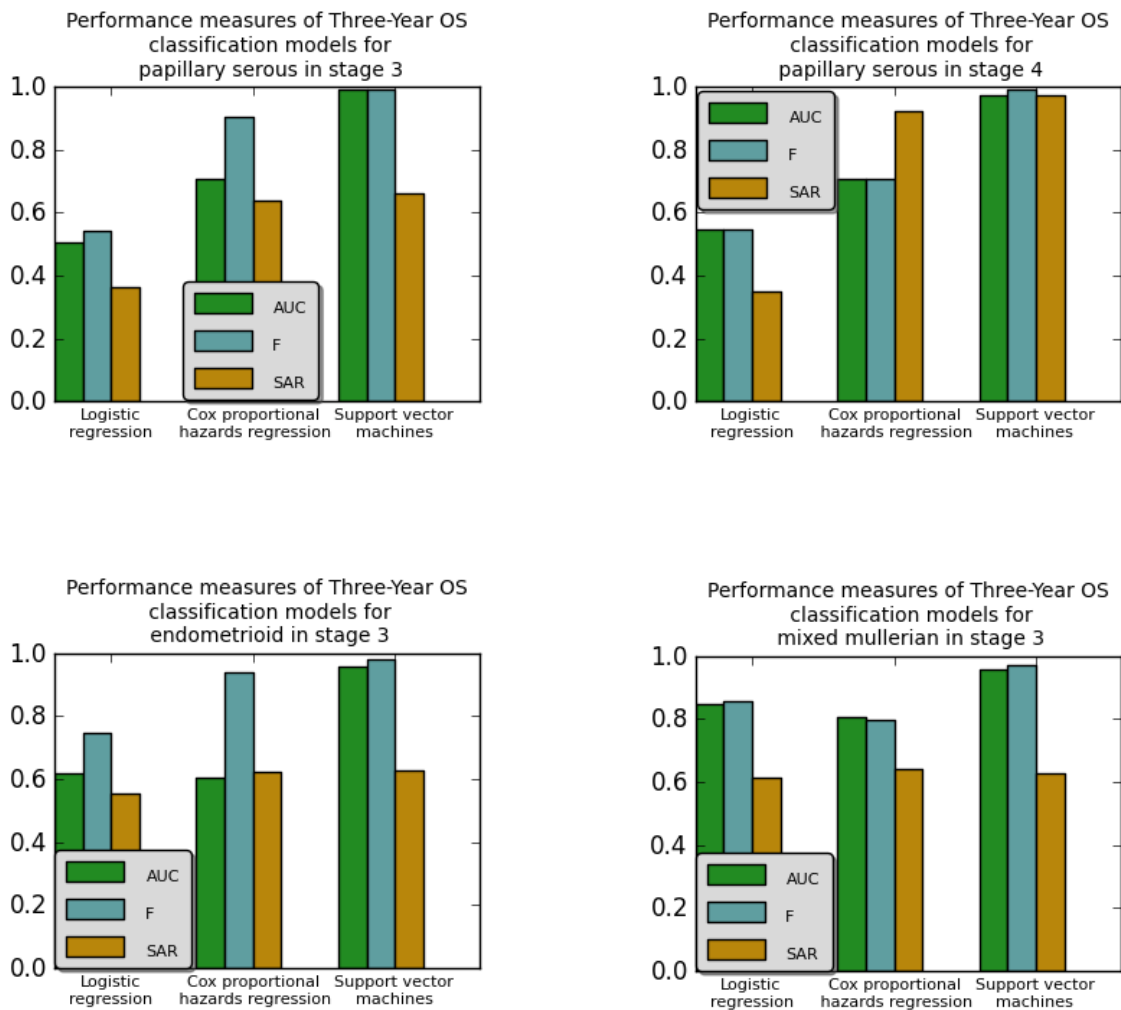 Performance measures of Three-Year OS
classification models for
papillary serous in stage 3
1.0
0.8
0.6
0.4
0.2
0.0
AUC
F
SAR
Logistic
regression
Cox proportional
hazards regression
Support vector
machines
Performance measures of Three-Year OS
classification models for
papillary serous in stage 4
1.0
0.8
0.6
0.4
0.2
0.0
AUC
F
SAR
Logistic
regression
Cox proportional
hazards regression
Support vector
machines
Performance measures of Three-Year OS
classification models for
endometrioid in stage 3
1.0
0.8
0.6
0.4
0.2
0.0
AUC
F
SAR
Logistic
regression
Cox proportional
hazards regression
Support vector
machines
Performance measures of Three-Year OS
classification models for
mixed mullerian in stage 3
1.0
0.8
0.6
0.4
0.2
0.0
AUC
F
SAR
Logistic
regression
Cox proportional
hazards regression
Support vector
machines